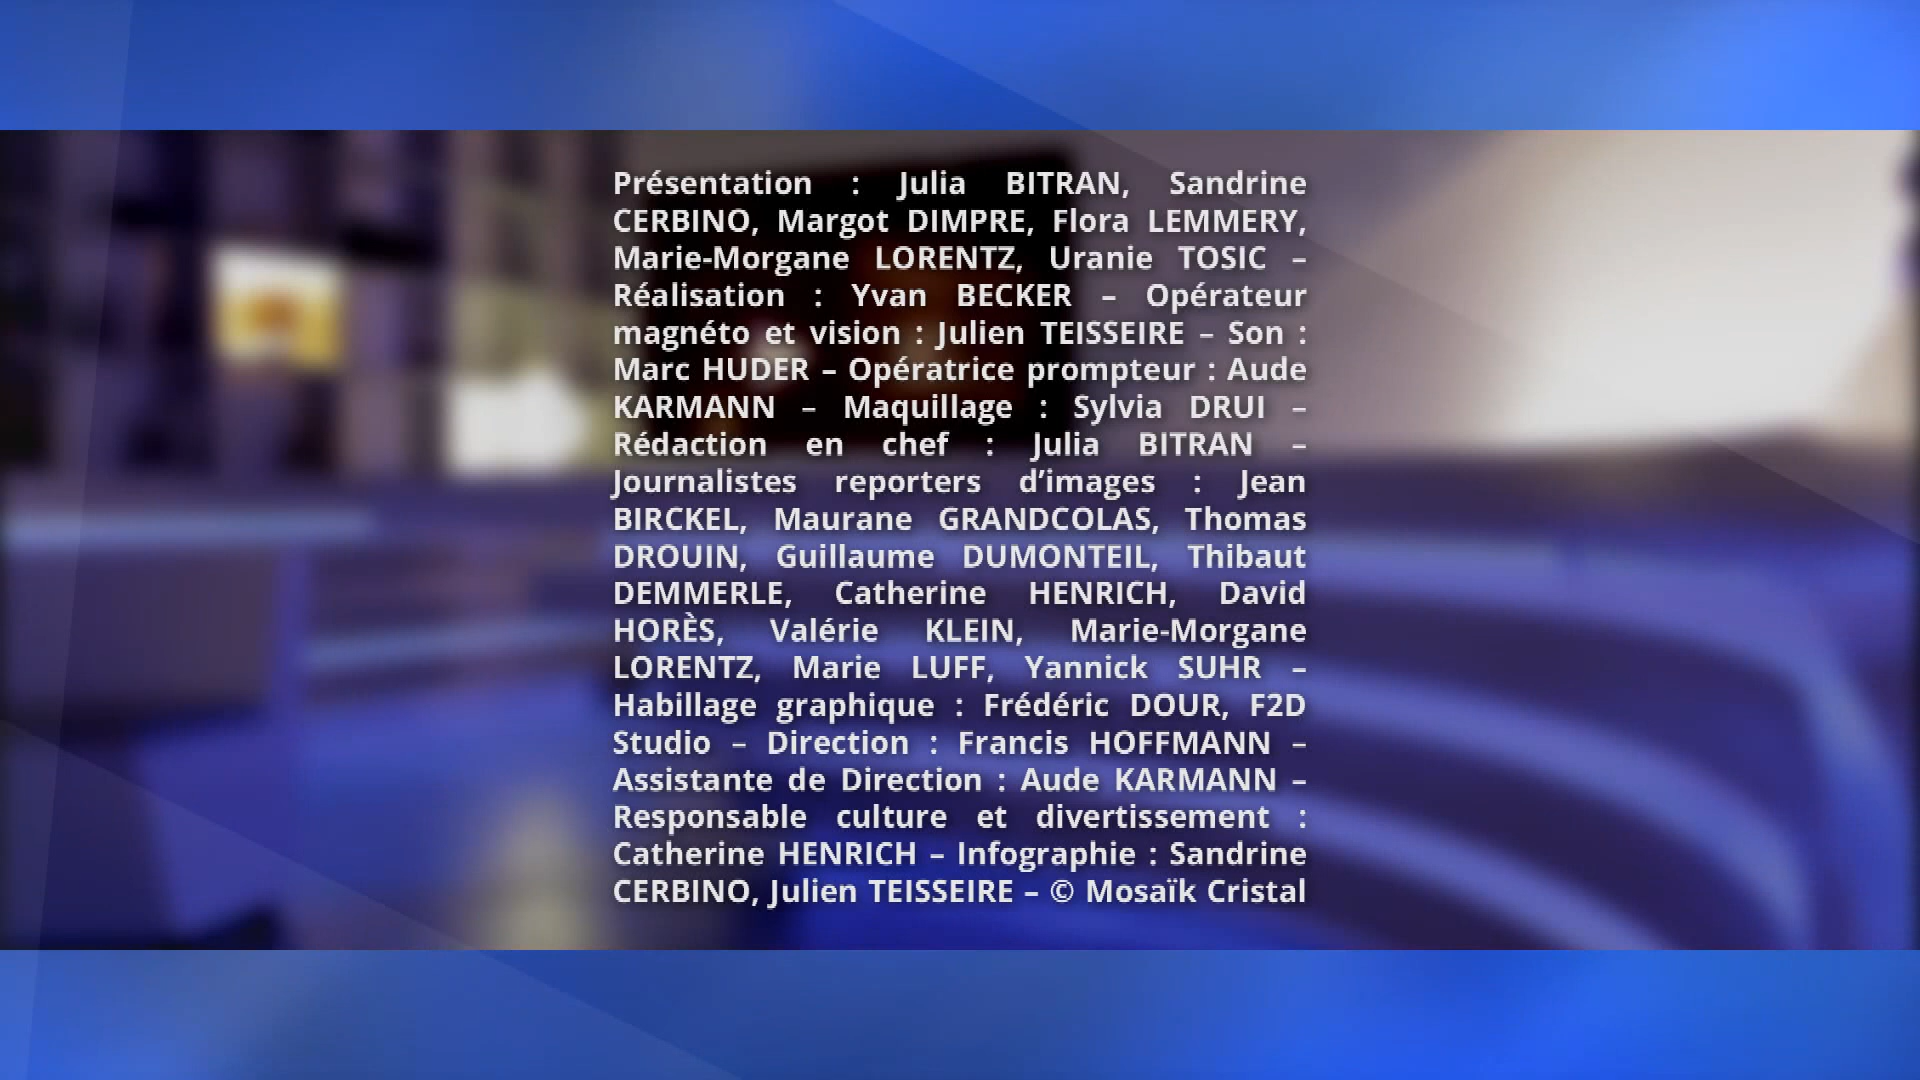 Présentation : Julia BITRAN, Sandrine
CERBINO, Margot DIMPRE, Flora LEMMERY,
Marie-Morgane LORENTZ, Uranie TOSIC –
Réalisation : Yvan BECKER – Opérateur
magnéto et vision : Julien TEISSEIRE – Son :
Marc HUDER – Opératrice prompteur : Aude
KARMANN – Maquillage : Sylvia DRUI –
Rédaction en chef : Julia BITRAN –
Journalistes reporters d’images : Jean
BIRCKEL, Maurane GRANDCOLAS, Thomas
DROUIN, Guillaume DUMONTEIL, Thibaut
DEMMERLE, Catherine HENRICH, David
HORÈS, Valérie KLEIN, Marie-Morgane
LORENTZ, Marie LUFF, Yannick SUHR –
Habillage graphique : Frédéric DOUR, F2D
Studio – Direction : Francis HOFFMANN –
Assistante de Direction : Aude KARMANN –
Responsable culture et divertissement :
Catherine HENRICH – Infographie : Sandrine
CERBINO, Julien TEISSEIRE – © Mosaïk Cristal